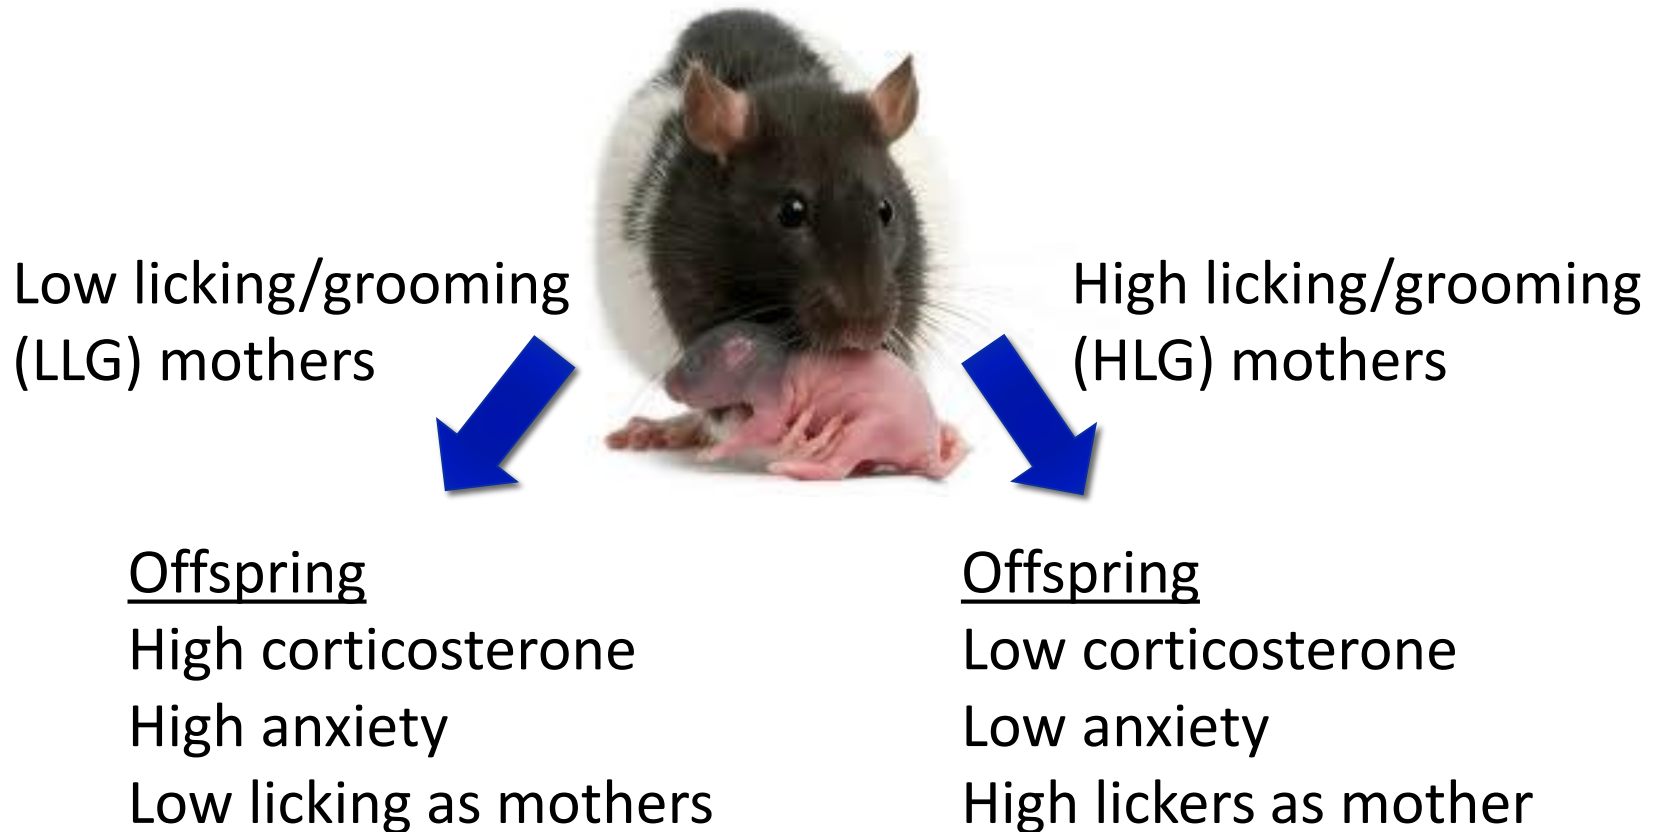 Low licking/grooming
(LLG) mothers
High licking/grooming
(HLG) mothers
Offspring
High corticosterone
High anxiety
Low licking as mothers
Offspring
Low corticosterone
Low anxiety
High lickers as mother